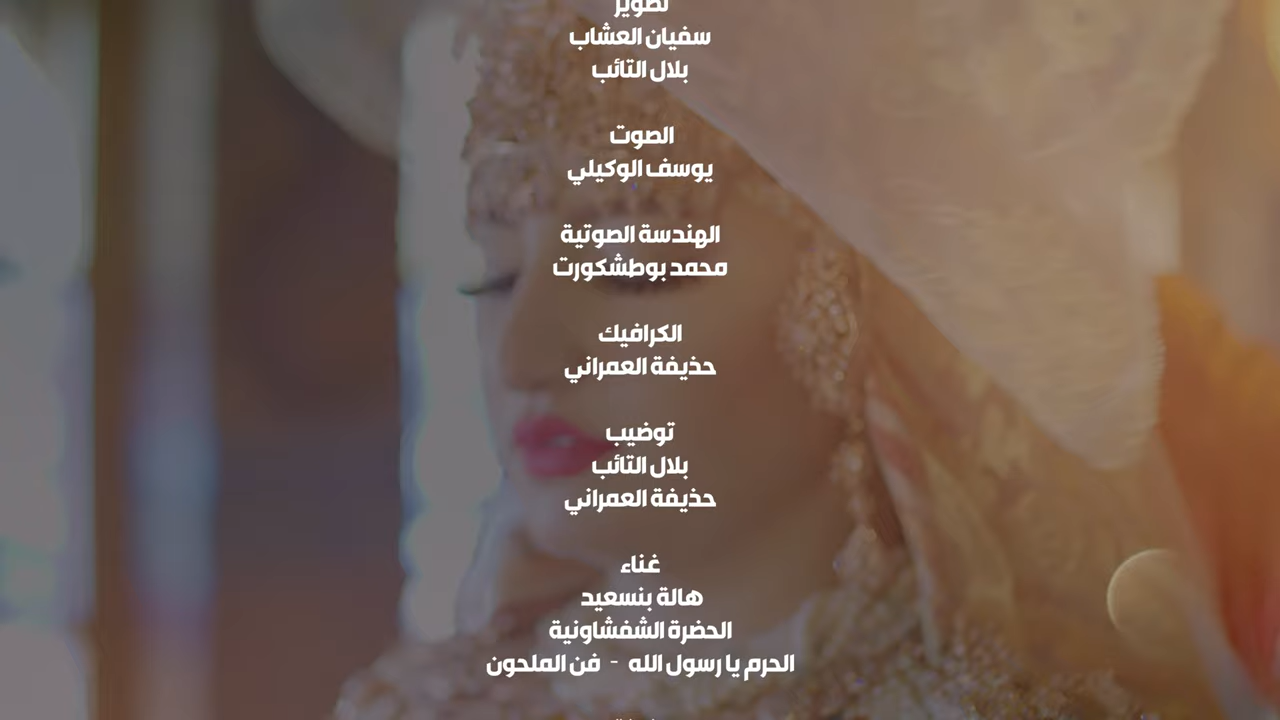 تصوير
سفيان العشاب
بلال التائب
الصوت
يوسف الوكيلي
الهندسة الصوتية
محمد بوطشكورت
الكرافيك
حذيفة العمراني
توضيب
بلال التائب
حذيفة العمراني
غناء
هالة بنسعيد
الحضرة الشفشاونية
الحرم يا رسول الله - فن الملحون